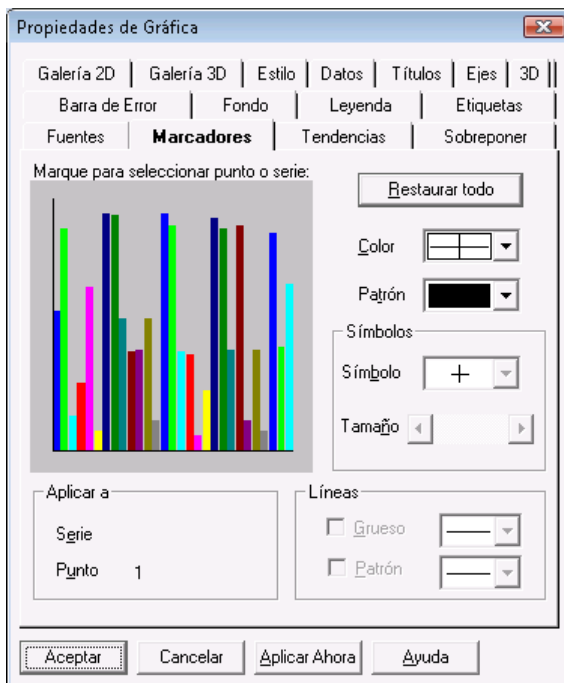 Propiedades de Gráfica
Galería 2D Galería 3D Estilo Datos Títulos Ejes 3D
Barra de Error Fondo Leyenda Etiquetas
Fuentes Marcadores Tendencias Sobreponer
Marque para seleccionar punto o serie:
Restaurar todo
Color
Patrón
Símbolos
Símbolo
Tamaño
Aplicar a
Serie
Punto 1
Líneas
Grueso
Patrón
Aceptar Cancelar Aplicar Ahora Ayuda